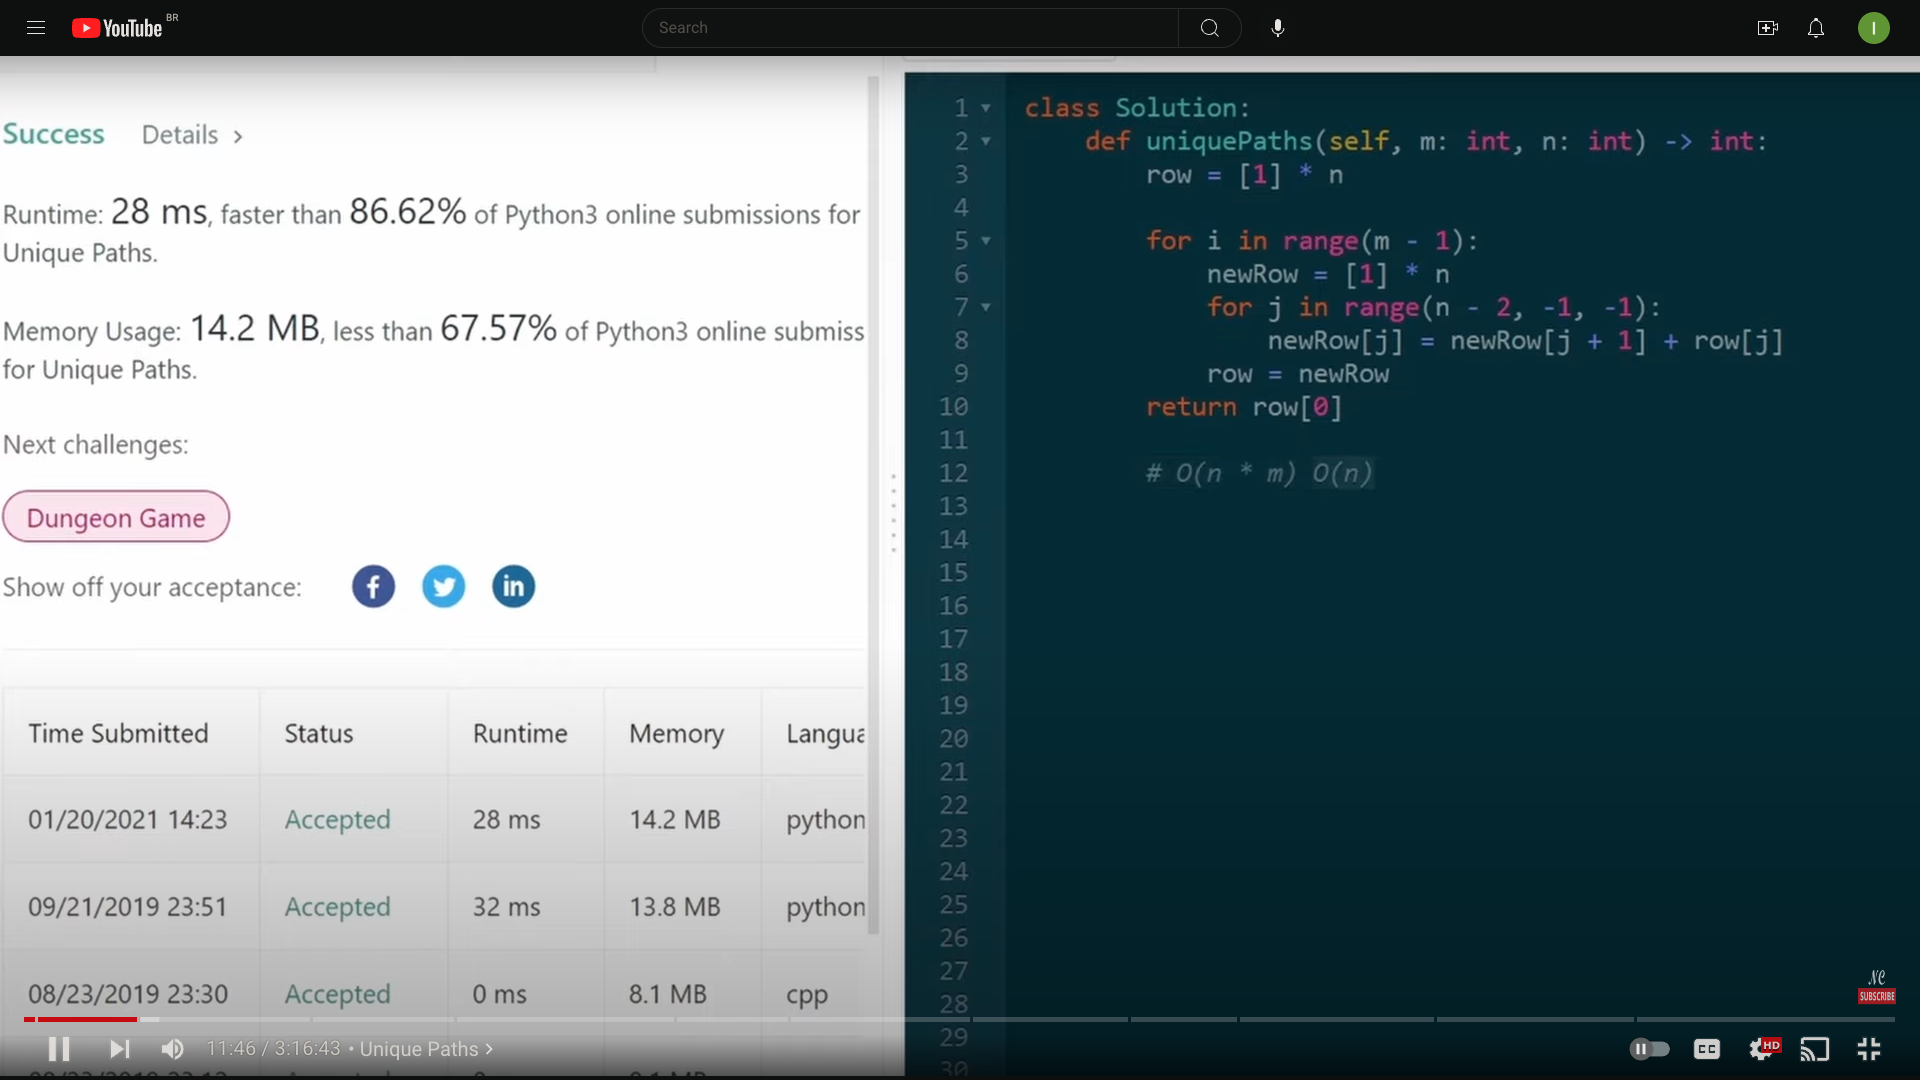 YouTube BR
Search
I
Success Details >
Runtime: 28 ms, faster than 86.62% of Python3 online submissions for
Unique Paths.
Memory Usage: 14.2 MB, less than 67.57% of Python3 online submiss
for Unique Paths.
Next challenges:
Dungeon Game
Show off your acceptance: f in
Time Submitted Status Runtime Memory Langua
01/20/2021 14:23 Accepted 28 ms 14.2 MB python
09/21/2019 23:51 Accepted 32 ms 13.8 MB python
08/23/2019 23:30 Accepted 0 ms 8.1 MB cpp
1 class Solution:
2 def uniquePaths(self, m: int, n: int) -> int:
3 row = [1] * n
4
5 for i in range(m - 1):
6 newRow = [1] * n
7 for j in range(n - 2, -1, -1):
8 newRow[j] = newRow[j + 1] + row[j]
9 row = newRow
10 return row[0]
11
12 # O(n * m) O(n)
13
14
15
16
17
18
19
20
21
22
23
24
25
26
27
28
29
30
NC
SUBSCRIBE
11:46 / 3:16:43 • Unique Paths >
CC HD